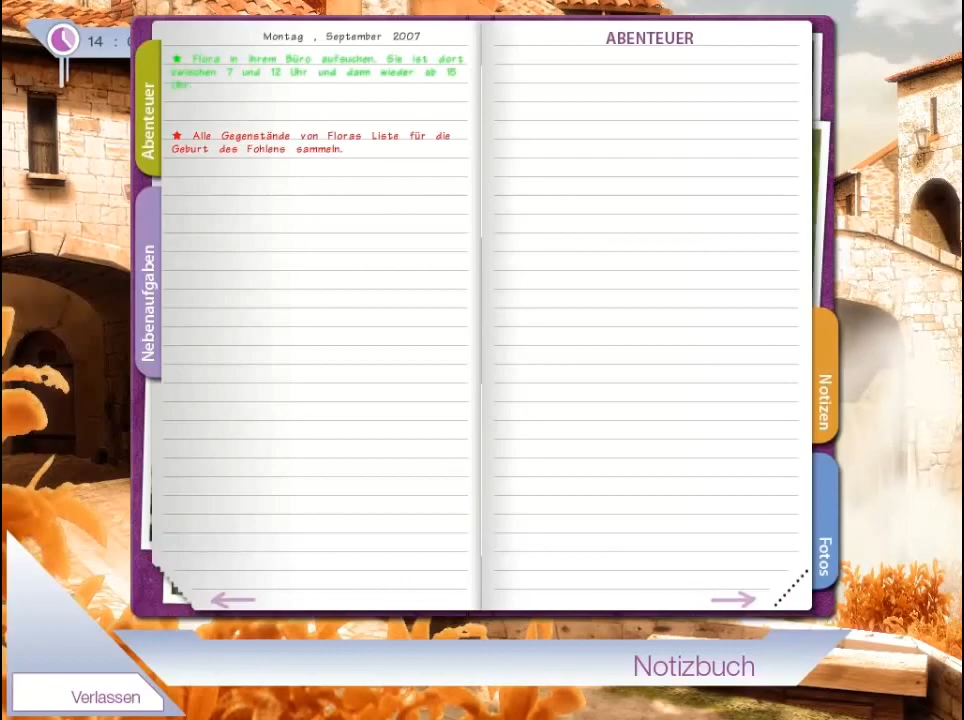 14 :
Montag , September 2007
ABENTEUER
★ Flora in ihrem Büro aufsuchen. Sie ist dort
zwischen 7 und 12 Uhr und dann wieder ab 15
Uhr.
★ Alle Gegenstände von Floras Liste für die
Geburt des Fohlens sammeln.
Abenteuer
Nebenaufgaben
Notizen
Fotos
Notizbuch
Verlassen